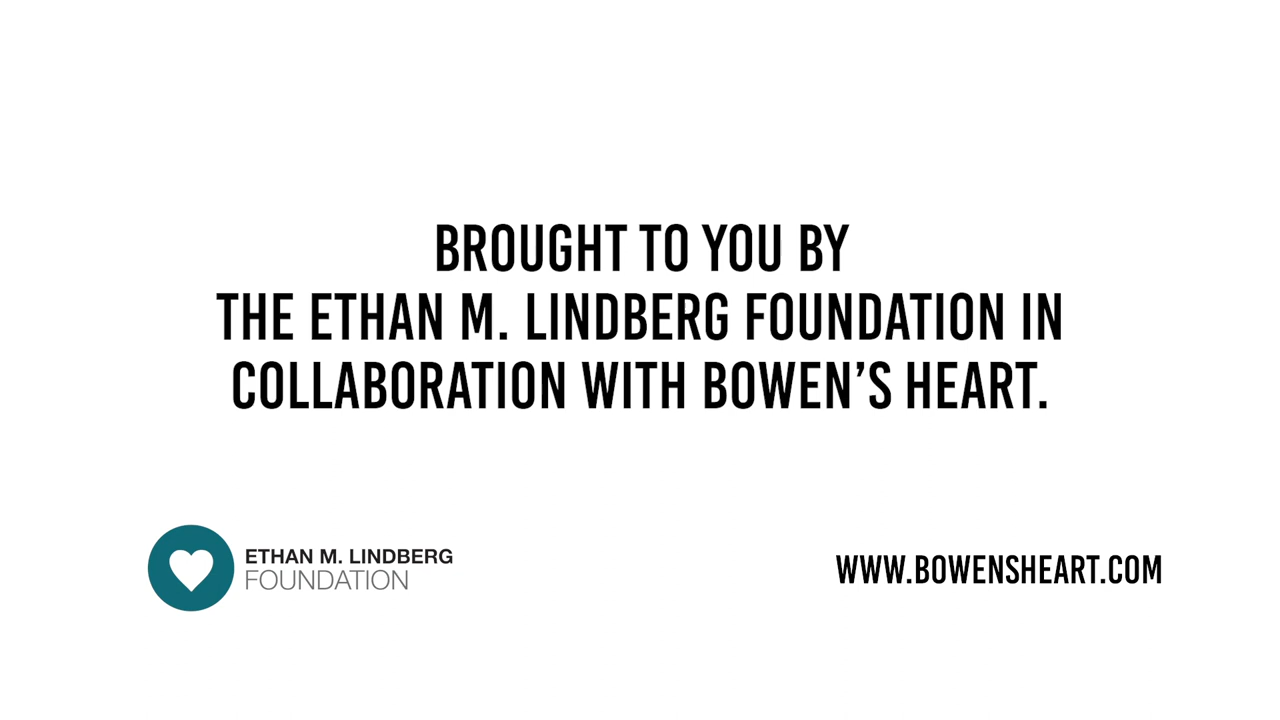 BROUGHT TO YOU BY
THE ETHAN M. LINDBERG FOUNDATION IN
COLLABORATION WITH BOWEN’S HEART.
ETHAN M. LINDBERG
FOUNDATION
WWW.BOWENSHEART.COM